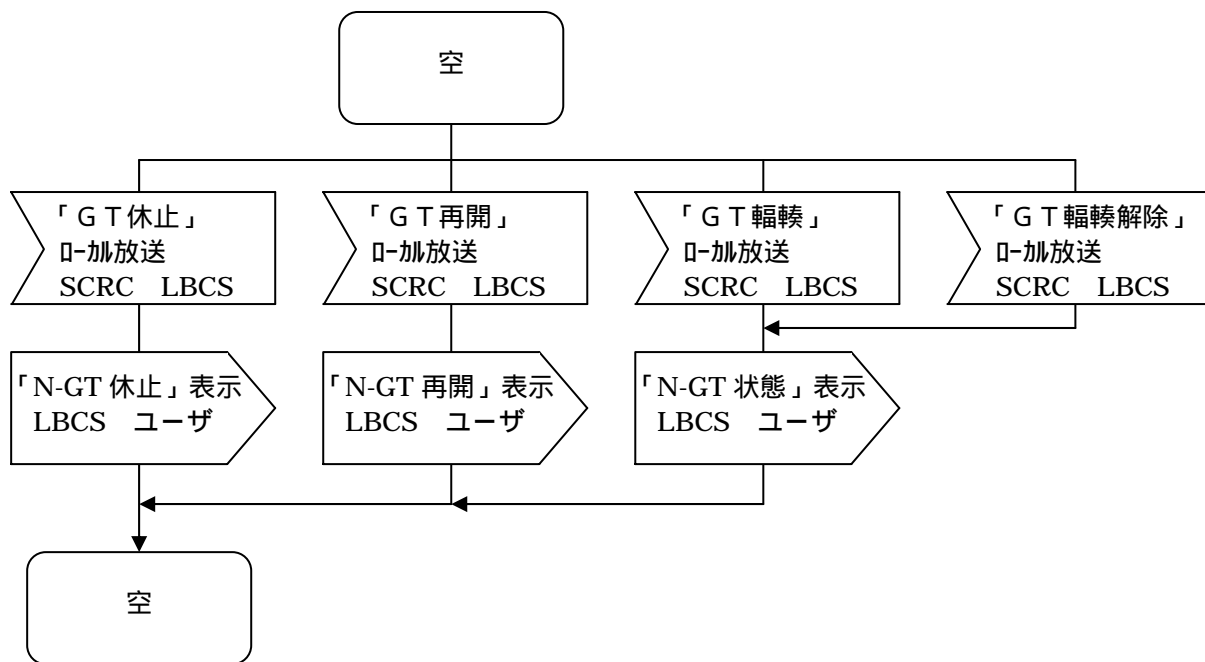 空
「ＧＴ休止」
ﾛｰｶﾙ放送
SCRC　LBCS
「ＧＴ再開」
ﾛｰｶﾙ放送
SCRC　LBCS
「ＧＴ輻輳」
ﾛｰｶﾙ放送
SCRC　LBCS
「ＧＴ輻輳解除」
ﾛｰｶﾙ放送
SCRC　LBCS
「N-GT 休止」表示
LBCS　ユーザ
「N-GT 再開」表示
LBCS　ユーザ
「N-GT 状態」表示
LBCS　ユーザ
空